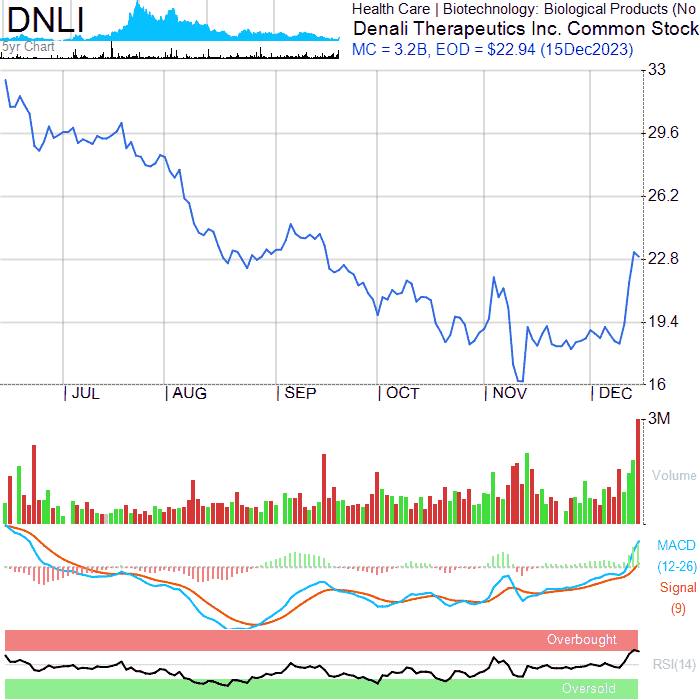 DNLI
5yr Chart
Health Care | Biotechnology: Biological Products (No
Denali Therapeutics Inc. Common Stock
MC = 3.2B, EOD = $22.94 (15Dec2023)
33
29.6
26.2
22.8
19.4
16
JUL
AUG
SEP
OCT
NOV
DEC
3M
Volume
MACD
(12-26)
Signal
(9)
Overbought
RSI(14)
Oversold